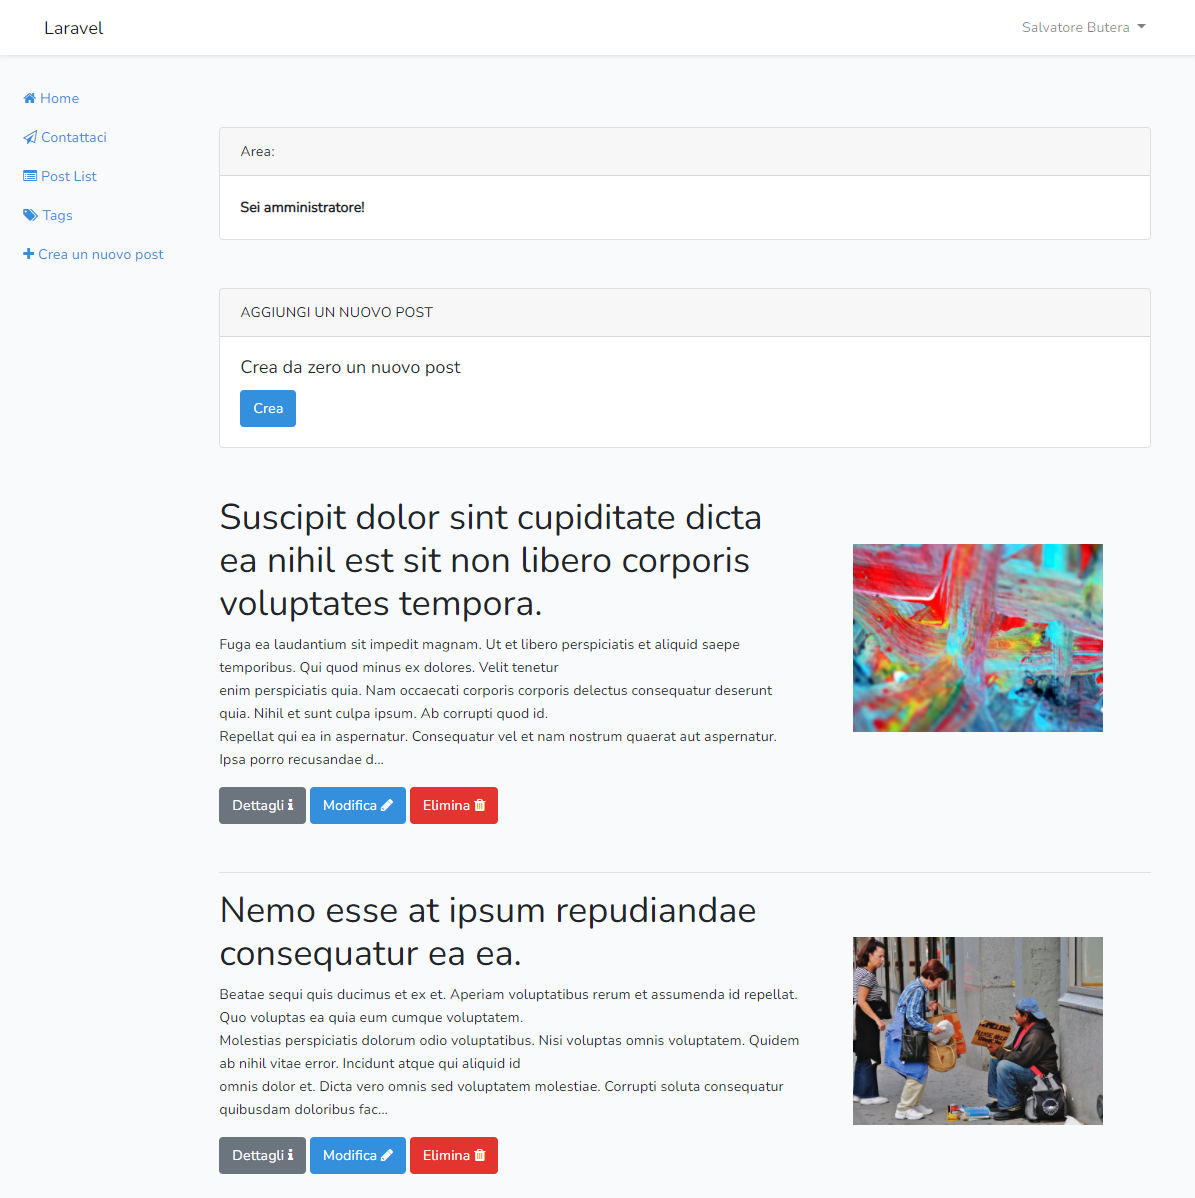 Laravel
Salvatore Butera
Home
Contattaci
Post List
Tags
Crea un nuovo post
Area:
Sei amministratore!
AGGIUNGI UN NUOVO POST
Crea da zero un nuovo post
Crea
Suscipit dolor sint cupiditate dicta
ea nihil est sit non libero corporis
voluptates tempora.
Fuga ea laudantium sit impedit magnam. Ut et libero perspiciatis et aliquid saepe
temporibus. Qui quod minus ex dolores. Velit tenetur
enim perspiciatis quia. Nam occaecati corporis corporis delectus consequatur deserunt
quia. Nihil et sunt culpa ipsum. Ab corrupti quod id.
Repellat qui ea in aspernatur. Consequatur vel et nam nostrum quaerat aut aspernatur.
Ipsa porro recusandae d...
Dettagli Modifica Elimina
Nemo esse at ipsum repudiandae
consequatur ea ea.
Beatae sequi quis ducimus et ex et. Aperiam voluptatibus rerum et assumenda id repellat.
Quo voluptas ea quia eum cumque voluptatem.
Molestias perspiciatis dolorum odio voluptatibus. Nisi voluptas omnis voluptatem. Quidem
ab nihil vitae error. Incidunt atque qui aliquid id
omnis dolor et. Dicta vero omnis sed voluptatem molestiae. Corrupti soluta consequatur
quibusdam doloribus fac...
HOMELESS
Dettagli Modifica Elimina